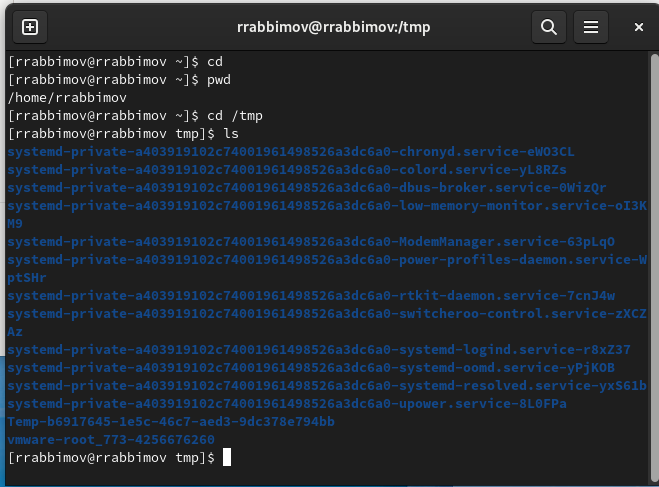 rrabbimov@rrabbimov:/tmp
[rrabbimov@rrabbimov ~]$ cd
[rrabbimov@rrabbimov ~]$ pwd
/home/rrabbimov
[rrabbimov@rrabbimov ~]$ cd /tmp
[rrabbimov@rrabbimov tmp]$ ls
systemd-private-a403919102c74001961498526a3dc6a0-chronyd.service-eWO3CL
systemd-private-a403919102c74001961498526a3dc6a0-colord.service-yL8RZs
systemd-private-a403919102c74001961498526a3dc6a0-dbus-broker.service-0WizQr
systemd-private-a403919102c74001961498526a3dc6a0-low-memory-monitor.service-oI3K
M9
systemd-private-a403919102c74001961498526a3dc6a0-ModemManager.service-63pLqO
systemd-private-a403919102c74001961498526a3dc6a0-power-profiles-daemon.service-W
ptSHr
systemd-private-a403919102c74001961498526a3dc6a0-rtkit-daemon.service-7cnJ4w
systemd-private-a403919102c74001961498526a3dc6a0-switcheroo-control.service-zXCZ
Az
systemd-private-a403919102c74001961498526a3dc6a0-systemd-logind.service-r8xZ37
systemd-private-a403919102c74001961498526a3dc6a0-systemd-oomd.service-yPjKOB
systemd-private-a403919102c74001961498526a3dc6a0-systemd-resolved.service-yxS61b
systemd-private-a403919102c74001961498526a3dc6a0-upower.service-8L0FPa
Temp-b6917645-1e5c-46c7-aed3-9dc378e794bb
vmware-root_773-4256676260
[rrabbimov@rrabbimov tmp]$